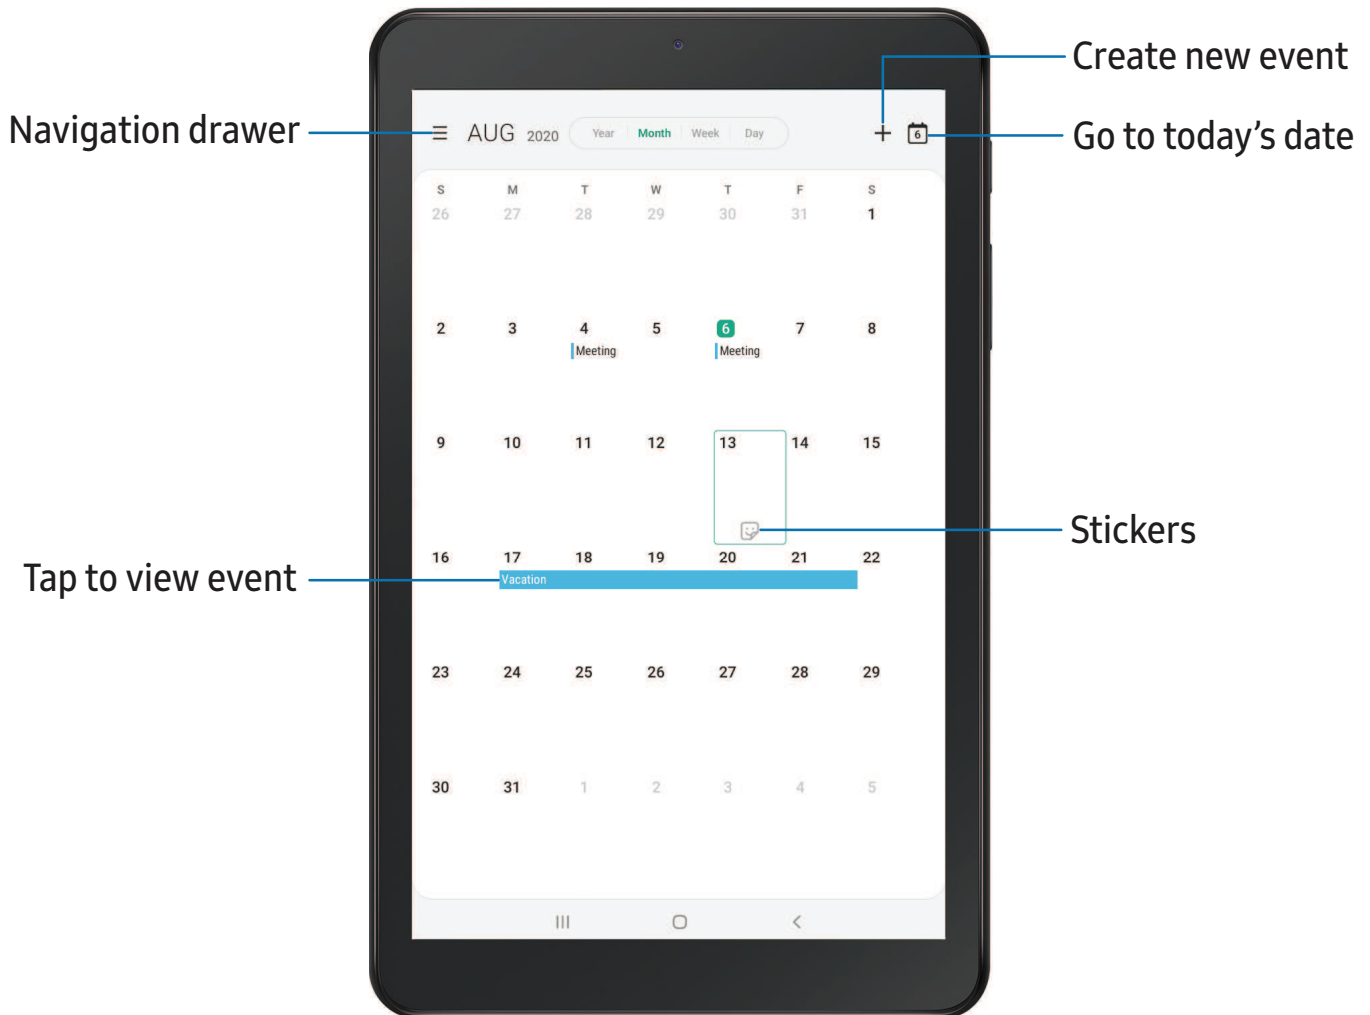 Create new event
Navigation drawer
AUG 2020 Year Month Week Day
6
Go to today's date
S M T W T F S
26 27 28 29 30 31 1
2 3 4 5 6 7 8
Meeting Meeting
9 10 11 12 13 14 15
Stickers
16 17 18 19 20 21 22
Vacation
Tap to view event
23 24 25 26 27 28 29
30 31 1 2 3 4 5